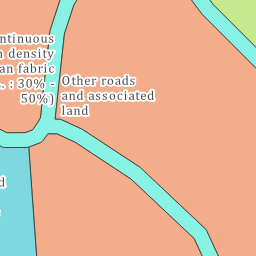 ntinuous
density
an fabric
. : 30% -
50%)
Other roads
and associated
land
d